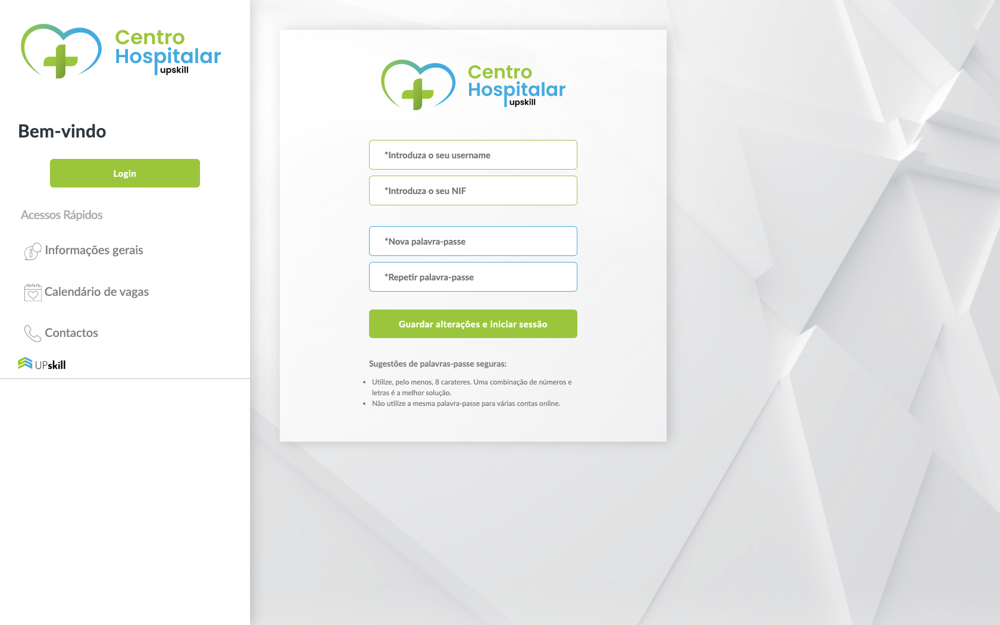 Centro
Hospitalar
upskill
Bem-vindo
Login
Acessos Rápidos
Informações gerais
Calendário de vagas
Contactos
UPskill
Centro
Hospitalar
upskill
*Introduza o seu username
*Introduza o seu NIF
*Nova palavra-passe
*Repetir palavra-passe
Guardar alterações e iniciar sessão
Sugestões de palavras-passe seguras:
• Utilize, pelo menos, 8 carateres. Uma combinação de números e
letras é a melhor solução.
• Não utilize a mesma palavra-passe para várias contas online.